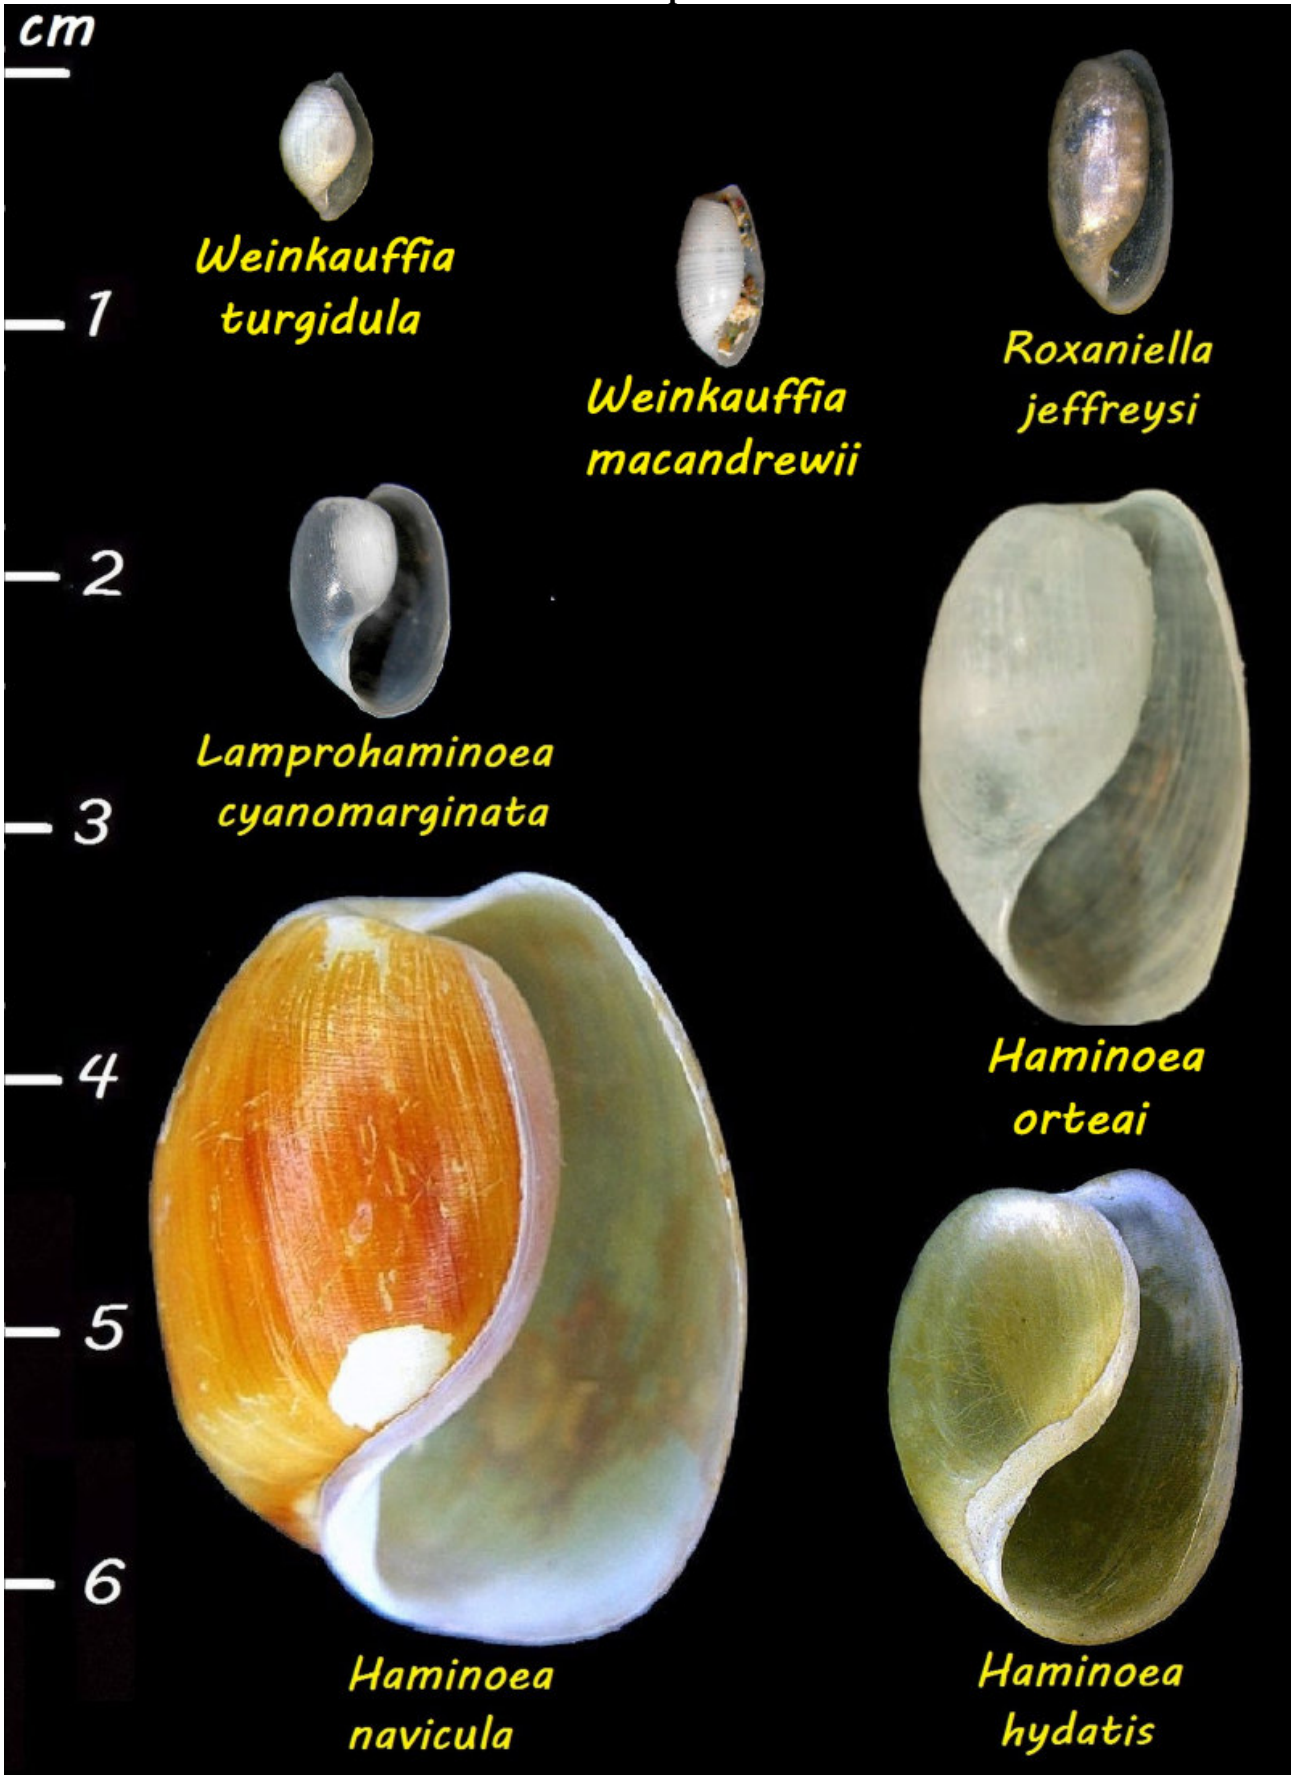 cm
Weinkauffia
turgidula
1
Weinkauffia
macandrewii
Roxaniella
jeffreysi
2
Lamprohaminoea
cyanomarginata
3
4
Haminoea
orteai
5
6
Haminoea
navicula
Haminoea
hydatis